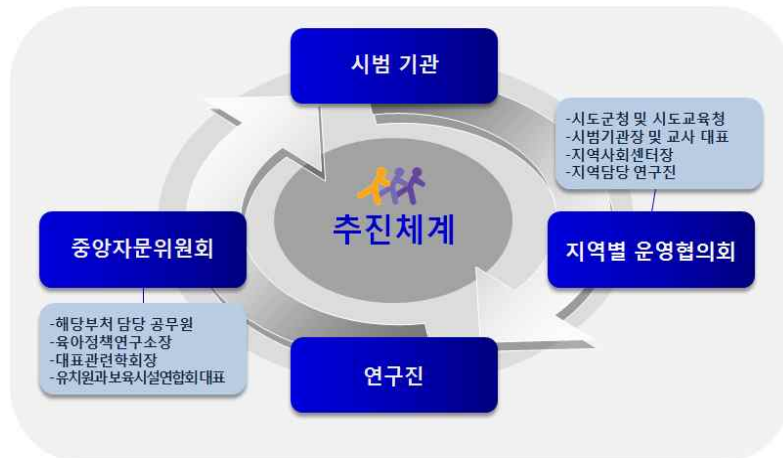 시범 기관
-시도군청 및 시도교육청
-시범기관장 및 교사 대표
-지역사회센터장
-지역담당 연구진
추진체계
중앙자문위원회
지역별 운영협의회
-해당부처 담당 공무원
-육아정책연구소장
-대표관련학회장
-유치원과보육시설연합회대표
연구진